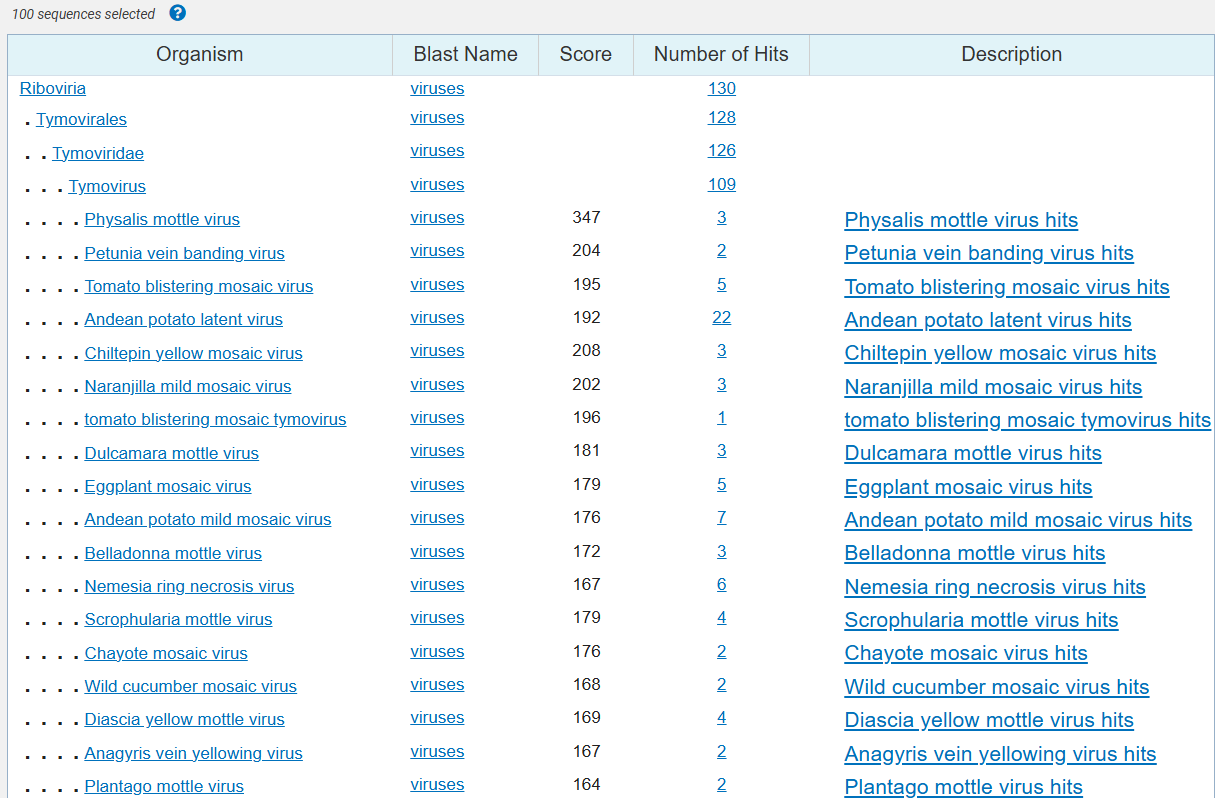 100 sequences selected ?
Organism Blast Name Score Number of Hits Description
Riboviria viruses 130
. Tymovirales viruses 128
. . Tymoviridae viruses 126
. . . Tymovirus viruses 109
. . . . Physalis mottle virus viruses 347 3 Physalis mottle virus hits
. . . . Petunia vein banding virus viruses 204 2 Petunia vein banding virus hits
. . . . Tomato blistering mosaic virus viruses 195 5 Tomato blistering mosaic virus hits
. . . . Andean potato latent virus viruses 192 22 Andean potato latent virus hits
. . . . Chiltepin yellow mosaic virus viruses 208 3 Chiltepin yellow mosaic virus hits
. . . . Naranjilla mild mosaic virus viruses 202 3 Naranjilla mild mosaic virus hits
. . . . tomato blistering mosaic tymovirus viruses 196 1 tomato blistering mosaic tymovirus hits
. . . . Dulcamara mottle virus viruses 181 3 Dulcamara mottle virus hits
. . . . Eggplant mosaic virus viruses 179 5 Eggplant mosaic virus hits
. . . . Andean potato mild mosaic virus viruses 176 7 Andean potato mild mosaic virus hits
. . . . Belladonna mottle virus viruses 172 3 Belladonna mottle virus hits
. . . . Nemesia ring necrosis virus viruses 167 6 Nemesia ring necrosis virus hits
. . . . Scrophularia mottle virus viruses 179 4 Scrophularia mottle virus hits
. . . . Chayote mosaic virus viruses 176 2 Chayote mosaic virus hits
. . . . Wild cucumber mosaic virus viruses 168 2 Wild cucumber mosaic virus hits
. . . . Diascia yellow mottle virus viruses 169 4 Diascia yellow mottle virus hits
. . . . Anagyris vein yellowing virus viruses 167 2 Anagyris vein yellowing virus hits
. . . . Plantago mottle virus viruses 164 2 Plantago mottle virus hits